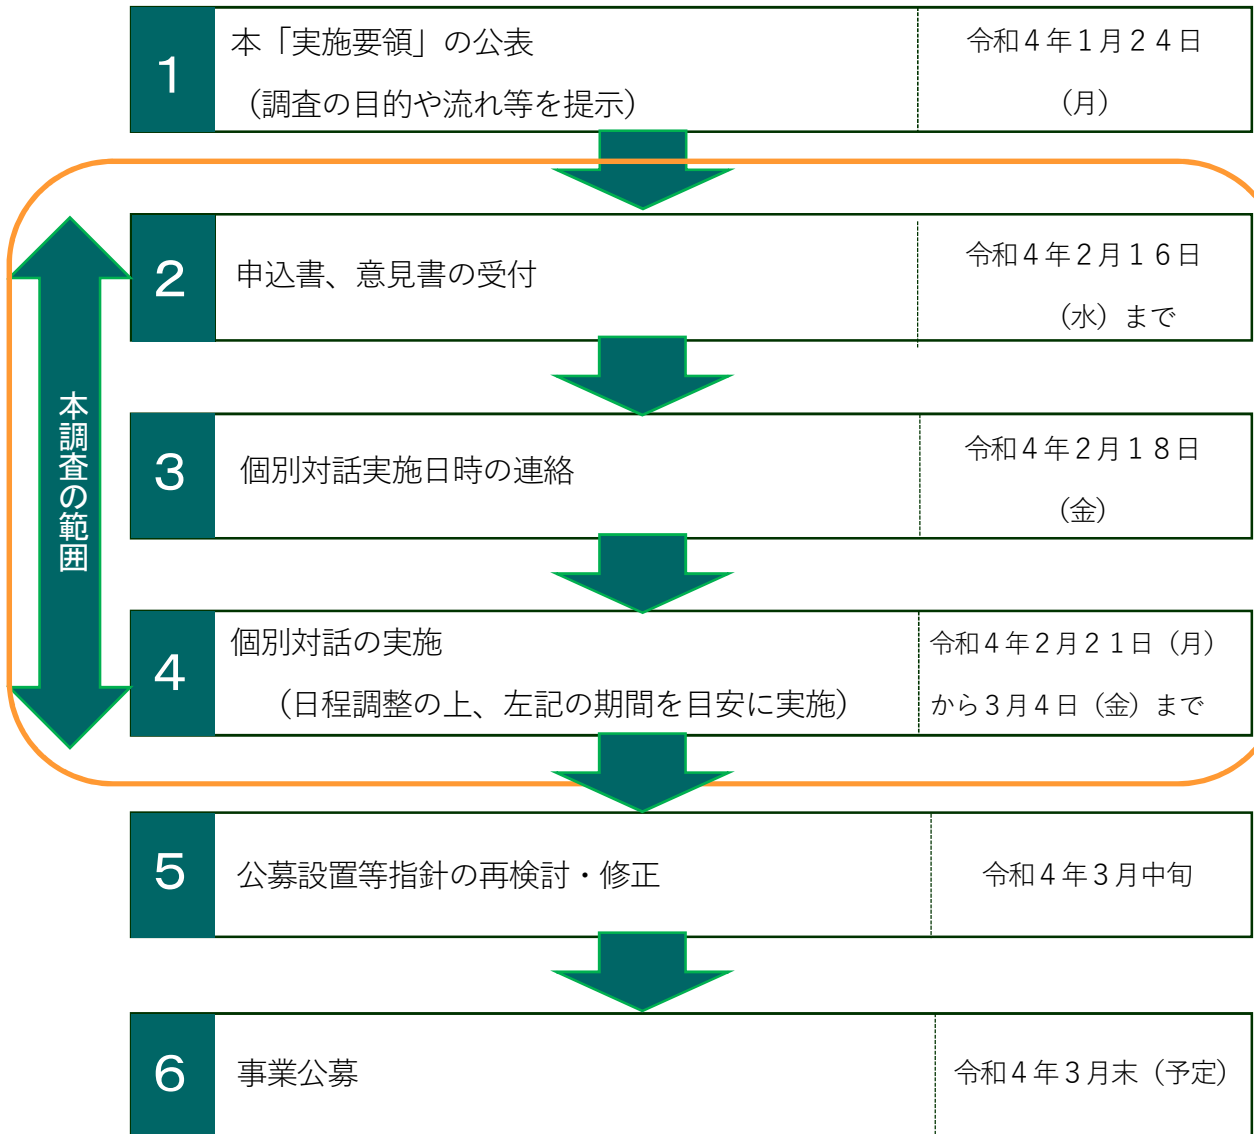 1
本「実施要領」の公表
（調査の目的や流れ等を提示）
令和４年１月２４日
（月）
2
申込書、意見書の受付
令和４年２月１６日
（水）まで
本調査の範囲
3
個別対話実施日時の連絡
令和４年２月１８日
（金）
4
個別対話の実施
（日程調整の上、左記の期間を目安に実施）
令和４年２月２１日（月）
から３月４日（金）まで
5
公募設置等指針の再検討・修正
令和４年３月中旬
6
事業公募
令和４年３月末（予定）